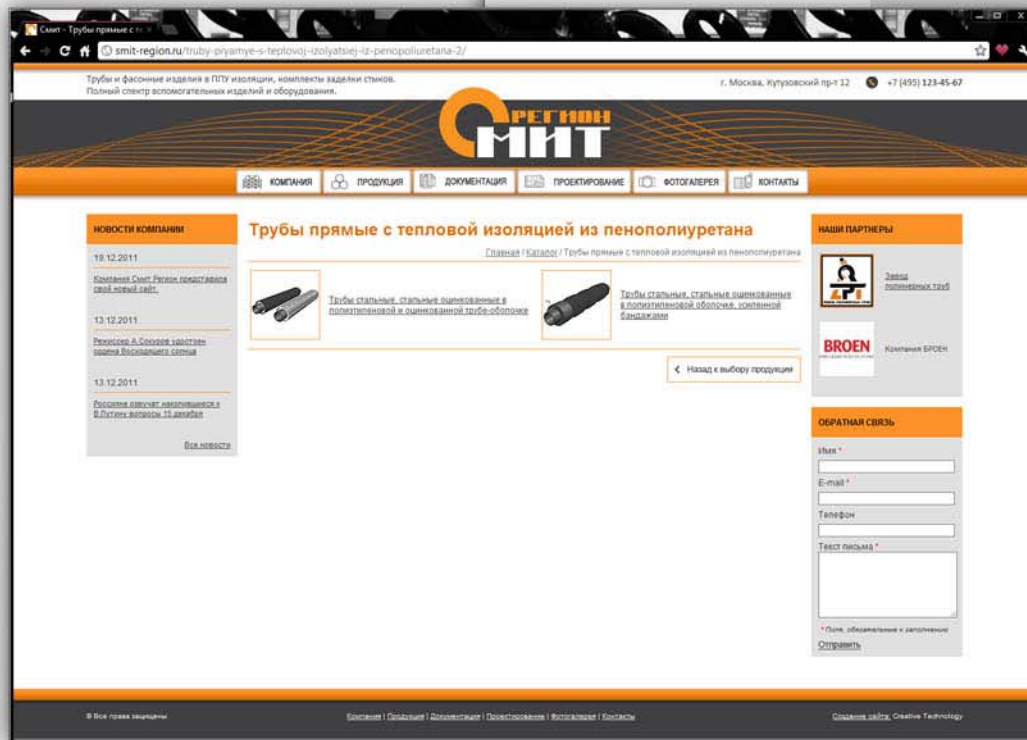 Смит - Трубы прямые с те
smit-region.ru/truby-pryamye-s-teplovoj-izolyatsiej-iz-penopoliuretana-2/
Трубы и фасонные изделия в ППУ изоляции, комплекты заделки стыков.
Полный спектр вспомогательных изделий и оборудования.
г. Москва, Кутузовский пр-т 12
+7 (495) 123-45-67
РЕГИОН
СМИТ
КОМПАНИЯ
ПРОДУКЦИЯ
ДОКУМЕНТАЦИЯ
ПРОЕКТИРОВАНИЕ
ФОТОГАЛЕРЕЯ
КОНТАКТЫ
НОВОСТИ КОМПАНИИ
19.12.2011
Компания Смит Регион представила
свой новый сайт.
13.12.2011
Режиссер А.Сокуров удостоен
ордена Восходящего солнца
13.12.2011
Россияне озвучат накопившиеся к
В.Путину вопросы 15 декабря
Все новости
Трубы прямые с тепловой изоляцией из пенополиуретана
Главная / Каталог / Трубы прямые с тепловой изоляцией из пенополиуретана
Трубы стальные, стальные оцинкованные в
полиэтиленовой и оцинкованной трубе-оболочке
Трубы стальные, стальные оцинкованные
в полиэтиленовой оболочке, усиленной
бандажами
Назад к выбору продукции
НАШИ ПАРТНЕРЫ
Завод
полимерных труб
BROEN
Компания БРОЕН
ОБРАТНАЯ СВЯЗЬ
Имя *
E-mail *
Телефон
Текст письма *
* Поля, обязательные к заполнению
Отправить
В Все права защищены
Компания | Продукция | Документация | Проектирование | Фотогалерея | Контакты
Создание сайта: Creative Technology